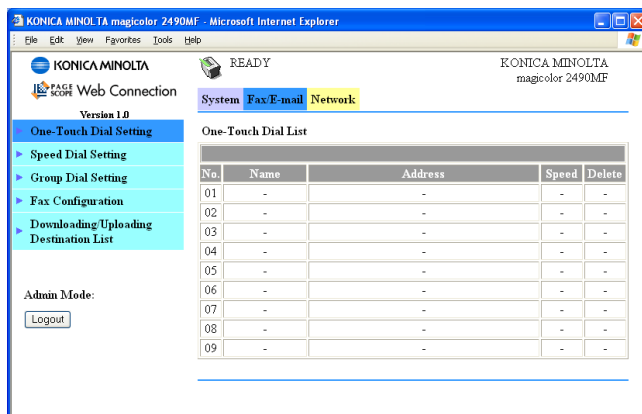 KONICA MINOLTA magicolor 2490MF - Microsoft Internet Explorer
File Edit View Favorites Tools Help
KONICA MINOLTA
PAGE SCOPE Web Connection
Version 1.0
READY
KONICA MINOLTA
magicolor 2490MF
System Fax/E-mail Network
One-Touch Dial Setting
Speed Dial Setting
Group Dial Setting
Fax Configuration
Downloading/Uploading
Destination List
Admin Mode:
Logout
One-Touch Dial List
No. Name Address Speed Delete
01 - - - -
02 - - - -
03 - - - -
04 - - - -
05 - - - -
06 - - - -
07 - - - -
08 - - - -
09 - - - -